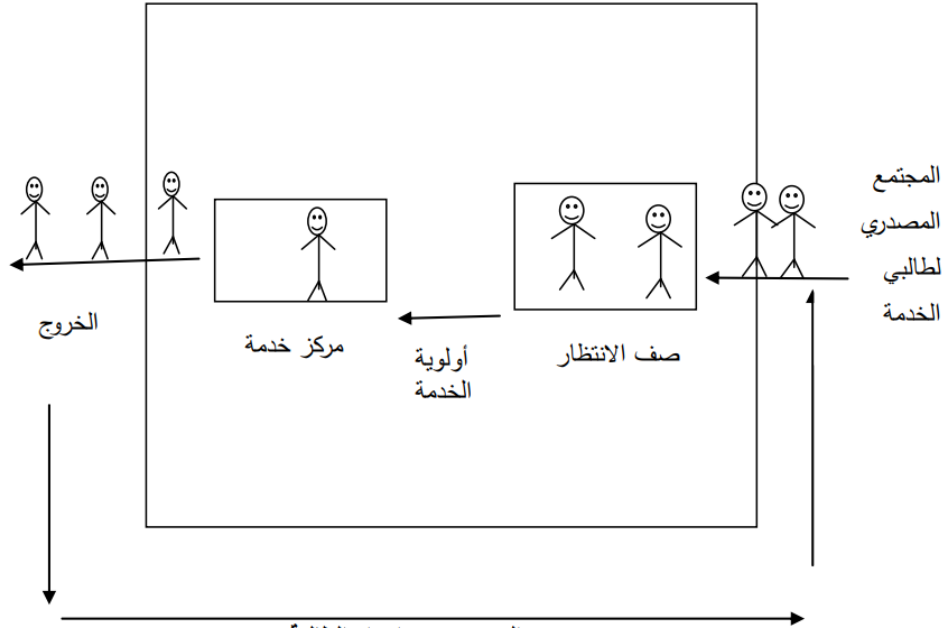 المجتمع
المصدري
لطالبي
الخدمة
صف الانتظار
أولوية
الخدمة
مركز خدمة
الخروج